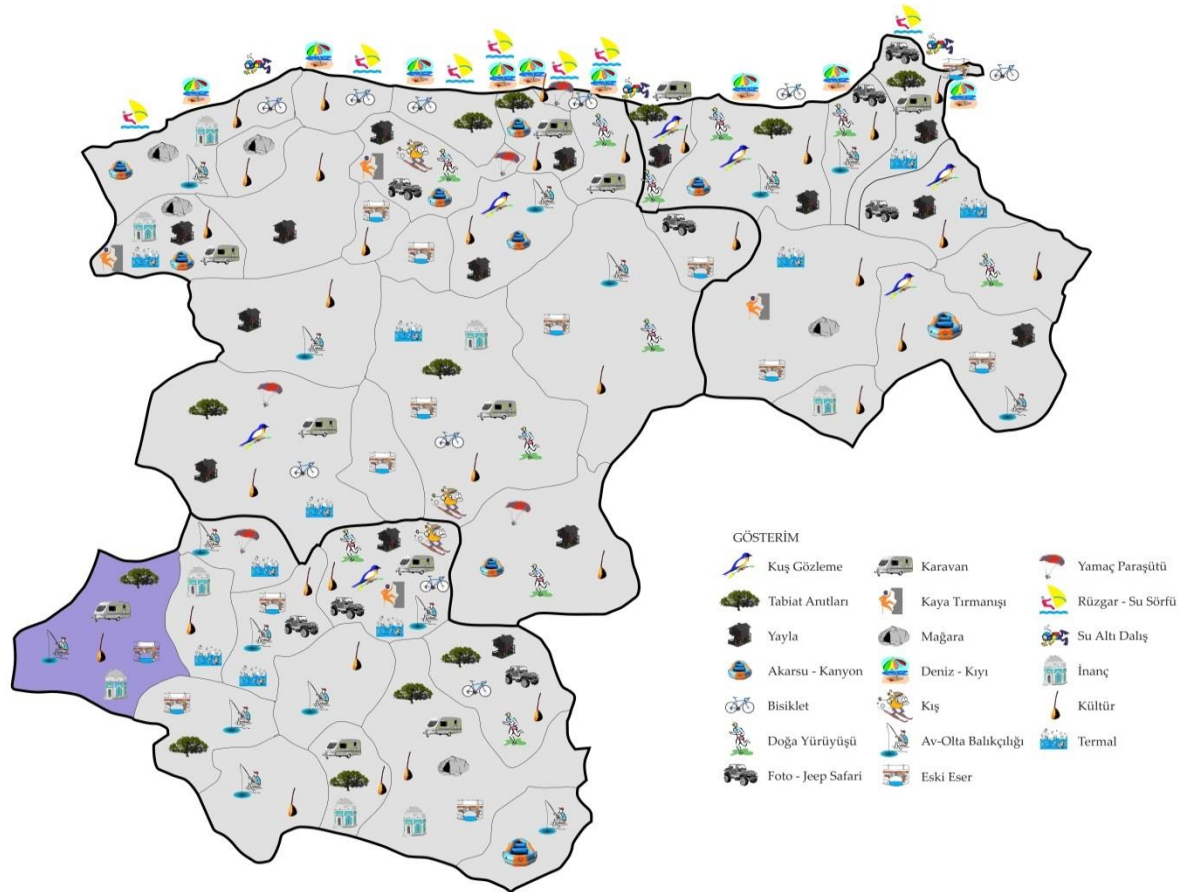 GÖSTERİM
Kuş Gözleme
Tabiat Anıtları
Yayla
Akarsu - Kanyon
Bisiklet
Doğa Yürüyüşü
Foto - Jeep Safari
Karavan
Kaya Tırmanışı
Mağara
Deniz - Kıyı
Kış
Av-Olta Balıkçılığı
Eski Eser
Yamaç Paraşütü
Rüzgar - Su Sörfü
Su Altı Dalış
İnanç
Kültür
Termal